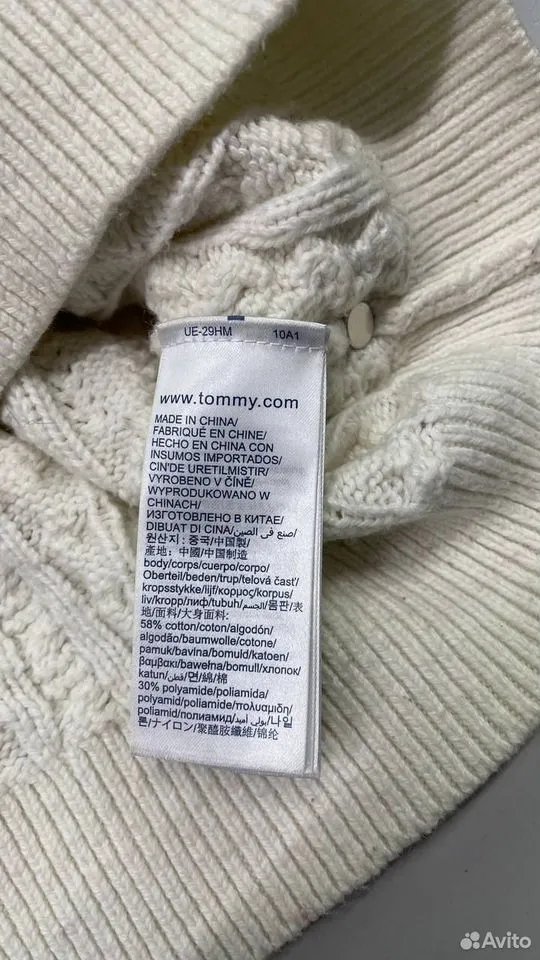 UE-29HM 10A1
www.tommy.com
MADE IN CHINA/
FABRIQUÉ EN CHINE/
HECHO EN CHINA CON
INSUMOS IMPORTADOS/
CIN'DE URETILMISTIR/
VYROBENO V ČÍNĚ/
WYPRODUKOWANO W
CHINACH/
ИЗГОТОВЛЕНО В КИТАЕ/
DIBUAT DI CINA/صنع في الصين/
원산지 : 중국/中国製/
產地: 中國/中国制造
body/corps/cuerpo/corpo/
Oberteil/beden/trup/telová časť/
kropsstykke/lijf/κορμος/korpus/
liv/kropp/лиф/tubuh/الجسم/몸판/表
地/面料/大身面料:
58% cotton/coton/algodón/
algodão/baumwolle/cotone/
pamuk/bavlna/bomuld/katoen/
βαμβακι/bawełna/bomull/хлопок/
katun/قطن/면/綿/棉
30% polyamide/poliamida/
polyamid/poliammide/πολυαμιδη/
poliamid/полиамид/بولي أميد/나일
론/ナイロン/聚醯胺纖維/锦纶
Avito